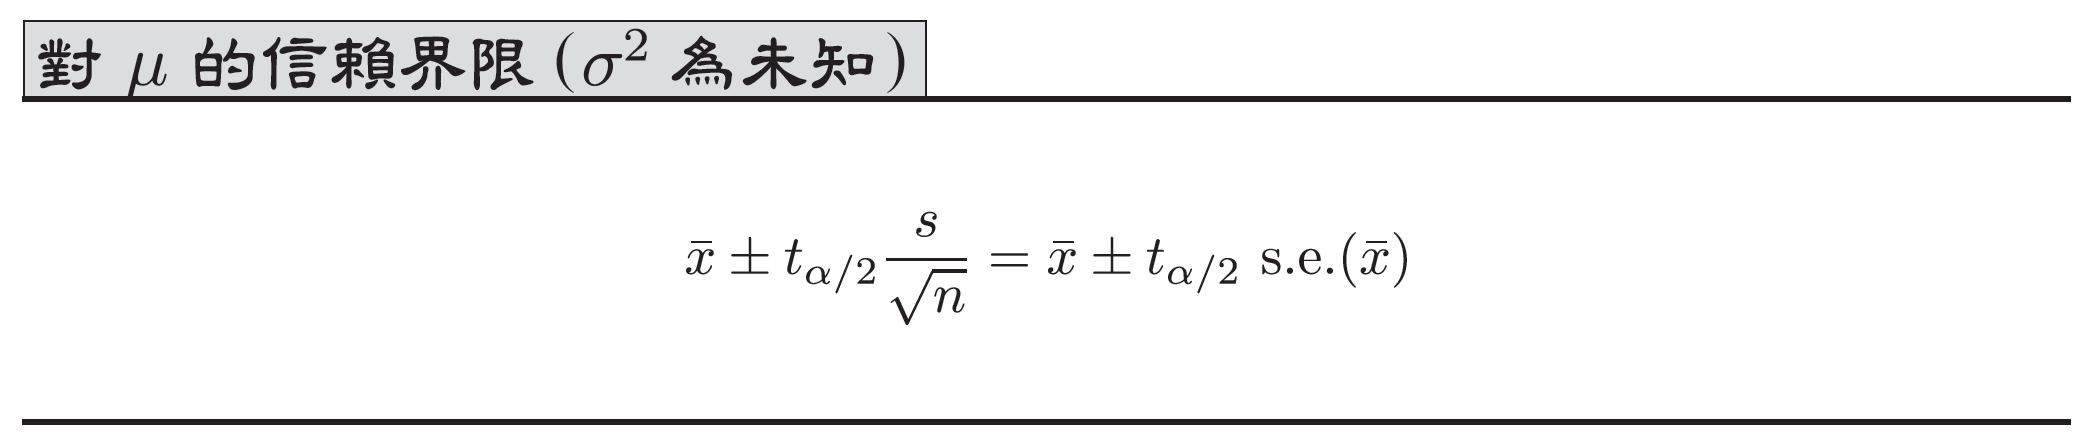 對 μ 的信賴界限 (σ² 為未知)
x̄ ± t_{α/2} s/√n = x̄ ± t_{α/2} s.e.(x̄)